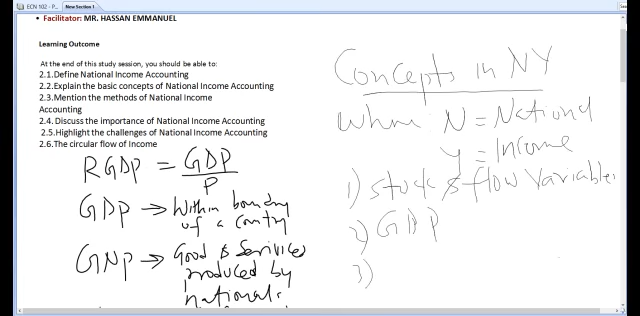 ECN 102 - P...
New Section 1
• Facilitator: MR. HASSAN EMMANUEL
Learning Outcome
At the end of this study session, you should be able to:
2.1.Define National Income Accounting
2.2.Explain the basic concepts of National Income Accounting
2.3.Mention the methods of National Income
Accounting
2.4. Discuss the importance of National Income Accounting
2.5.Highlight the challenges of National Income Accounting
2.6.The circular flow of Income
RGDP = GDP
P
GDP → Within boundry
of a contry
GNP → Good & Servives
produced by
nationals
Concepts in NY
where N = National
Y = Income
1) Stock & flow Variables
2) GDP
3)